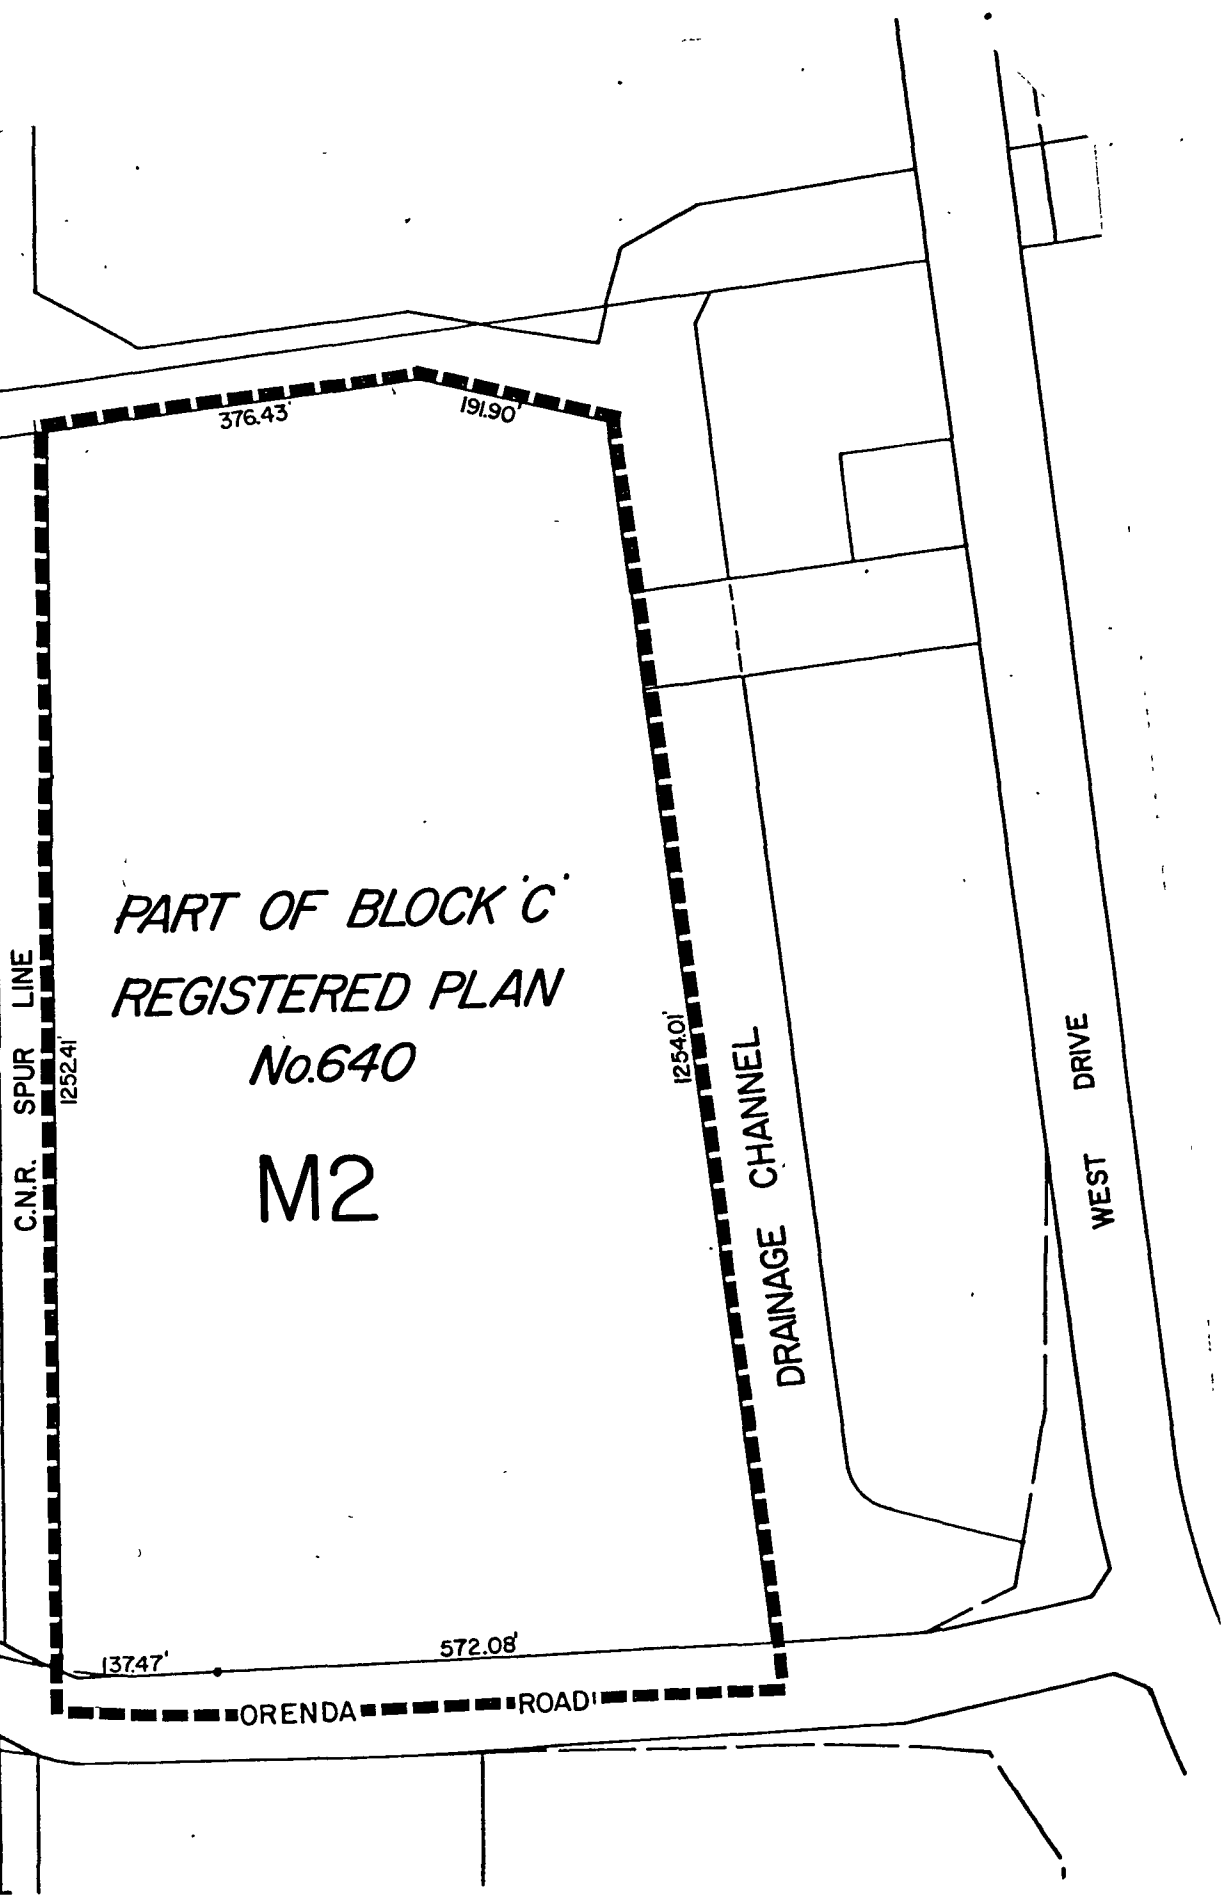 376.43'
191.90'
PART OF BLOCK 'C'
REGISTERED PLAN
No.640
M2
C.N.R. SPUR LINE
1252.41'
1254.01'
DRAINAGE CHANNEL
WEST DRIVE
137.47'
572.08'
ORENDA ROAD